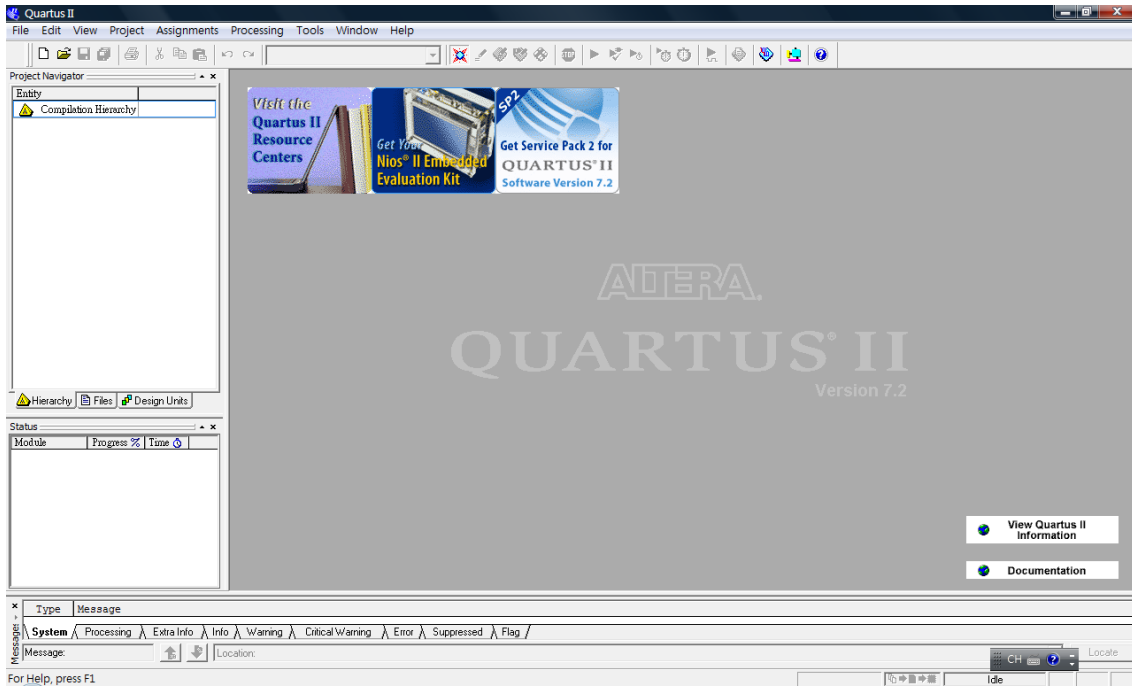 Quartus II
File Edit View Project Assignments Processing Tools Window Help
Project Navigator
Entity
Compilation Hierarchy
Visit the
Quartus II
Resource
Centers
Get Your
Nios® II Embedded
Evaluation Kit
SP2
Get Service Pack 2 for
QUARTUS® II
Software Version 7.2
ALTERA.
QUARTUS® II
Version 7.2
Hierarchy Files Design Units
Status
Module Progress % Time
View Quartus II
Information
Documentation
Type Message
System Processing Extra Info Info Warning Critical Warning Error Suppressed Flag
Messages
Message: Location: Locate
CH
For Help, press F1 Idle